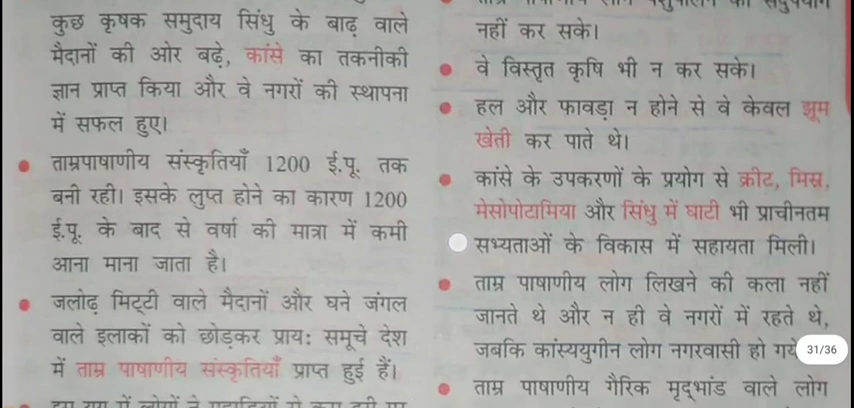 कुछ कृषक समुदाय सिंधु के बाढ़ वाले
मैदानों की ओर बढ़े, कांसे का तकनीकी
ज्ञान प्राप्त किया और वे नगरों की स्थापना
में सफल हुए।
ताम्रपाषाणीय संस्कृतियाँ 1200 ई.पू. तक
बनी रही। इसके लुप्त होने का कारण 1200
ई.पू. के बाद से वर्षा की मात्रा में कमी
आना माना जाता है।
जलोढ़ मिट्टी वाले मैदानों और घने जंगल
वाले इलाकों को छोड़कर प्राय: समूचे देश
में ताम्र पाषाणीय संस्कृतियाँ प्राप्त हुई हैं।
नहीं कर सके।
वे विस्तृत कृषि भी न कर सके।
हल और फावड़ा न होने से वे केवल झूम
खेती कर पाते थे।
कांसे के उपकरणों के प्रयोग से क्रीट, मिस्र,
मेसोपोटामिया और सिंधु में घाटी भी प्राचीनतम
सभ्यताओं के विकास में सहायता मिली।
ताम्र पाषाणीय लोग लिखने की कला नहीं
जानते थे और न ही वे नगरों में रहते थे,
जबकि कांस्ययुगीन लोग नगरवासी हो
31/36
ताम्र पाषाणीय गैरिक मृद्भांड वाले लोग